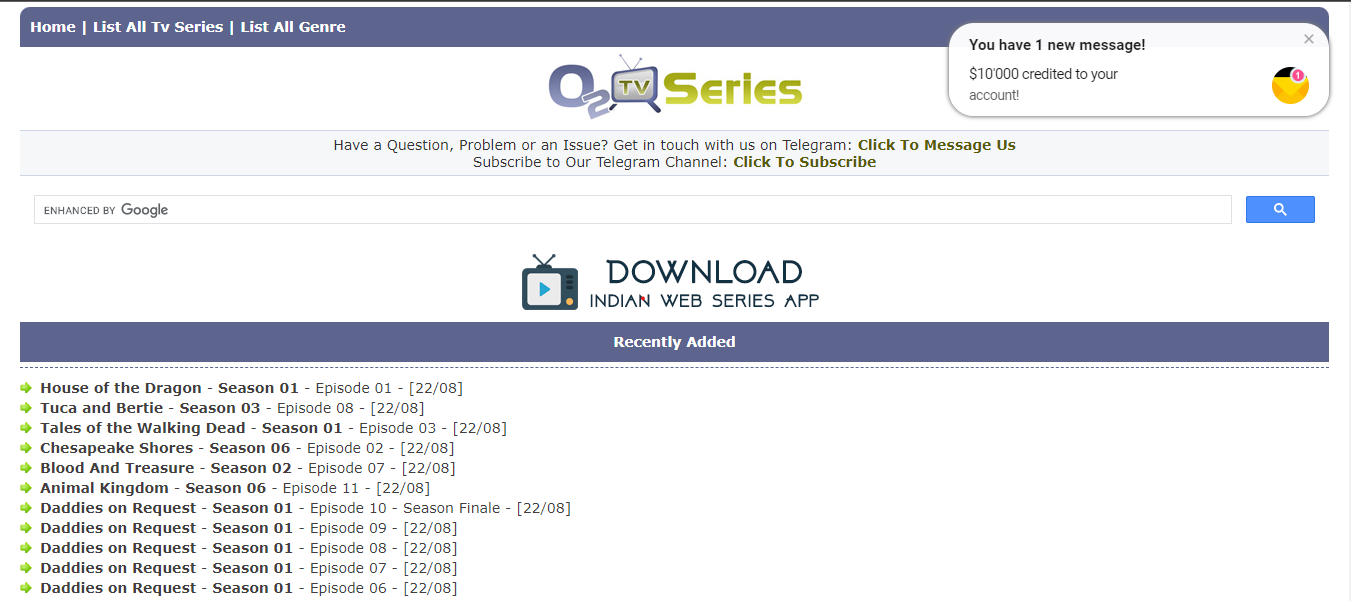 Home | List All Tv Series | List All Genre
You have 1 new message!
$10'000 credited to your
account!
1
O2 TV Series
Have a Question, Problem or an Issue? Get in touch with us on Telegram: Click To Message Us
Subscribe to Our Telegram Channel: Click To Subscribe
ENHANCED BY Google
DOWNLOAD
INDIAN WEB SERIES APP
Recently Added
House of the Dragon - Season 01 - Episode 01 - [22/08]
Tuca and Bertie - Season 03 - Episode 08 - [22/08]
Tales of the Walking Dead - Season 01 - Episode 03 - [22/08]
Chesapeake Shores - Season 06 - Episode 02 - [22/08]
Blood And Treasure - Season 02 - Episode 07 - [22/08]
Animal Kingdom - Season 06 - Episode 11 - [22/08]
Daddies on Request - Season 01 - Episode 10 - Season Finale - [22/08]
Daddies on Request - Season 01 - Episode 09 - [22/08]
Daddies on Request - Season 01 - Episode 08 - [22/08]
Daddies on Request - Season 01 - Episode 07 - [22/08]
Daddies on Request - Season 01 - Episode 06 - [22/08]